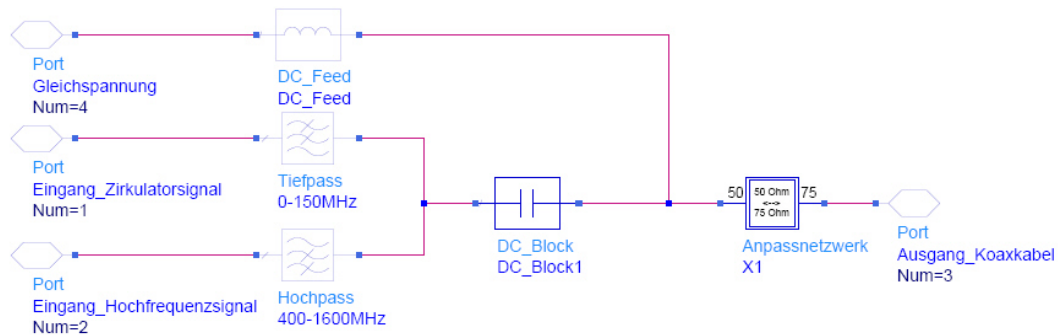 Port
Gleichspannung
Num=4
DC_Feed
DC_Feed
Port
Eingang_Zirkulatorsignal
Num=1
Tiefpass
0-150MHz
Port
Eingang_Hochfrequenzsignal
Num=2
Hochpass
400-1600MHz
DC_Block
DC_Block1
50
50 Ohm
<-->
75 Ohm
75
Anpassnetzwerk
X1
Port
Ausgang_Koaxkabel
Num=3